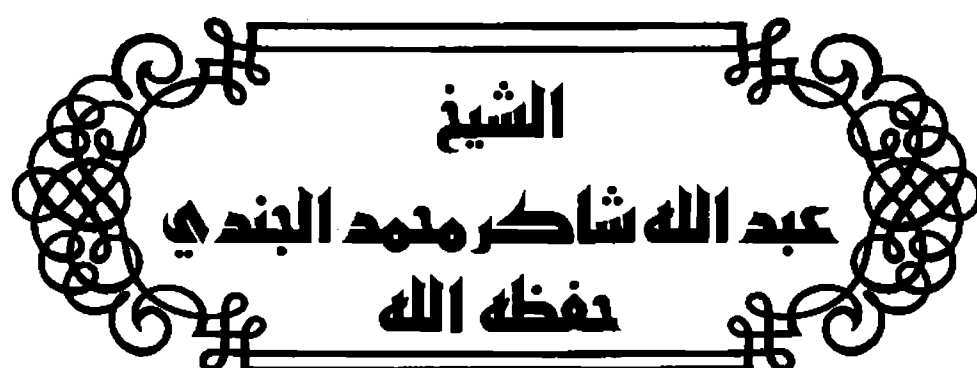 الشيخ
عبد الله شاكر محمد الجندي
حفظه الله